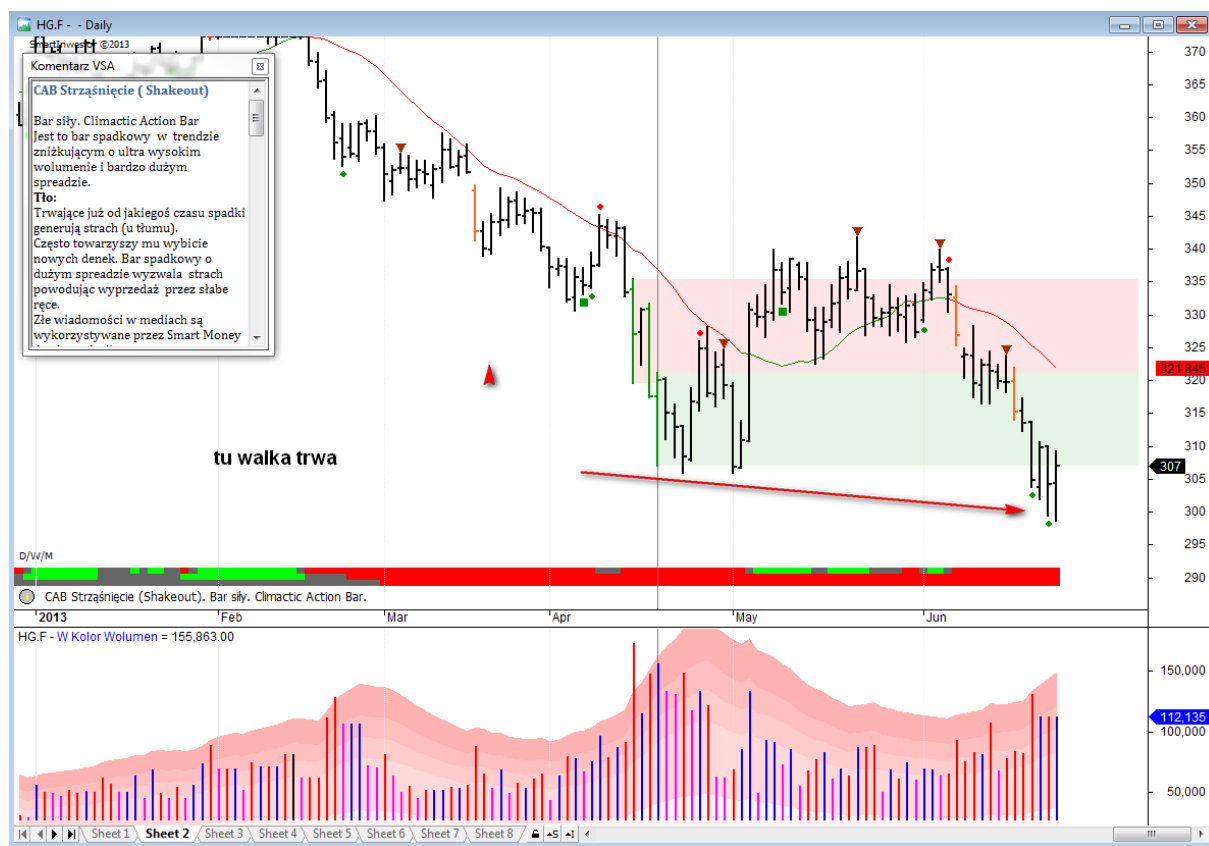 HG.F - - Daily
SmartInvestor ©2013
Komentarz VSA
CAB Strząśnięcie ( Shakeout)
Bar siły. Climactic Action Bar
Jest to bar spadkowy w trendzie
zniżkującym o ultra wysokim
wolumenie i bardzo dużym
spreadzie.
Tło:
Trwające już od jakiegoś czasu spadki
generują strach (u tłumu).
Często towarzyszy mu wybicie
nowych denek. Bar spadkowy o
dużym spreadzie wyzwala strach
powodując wyprzedaż przez słabe
ręce.
Złe wiadomości w mediach są
wykorzystywane przez Smart Money
370
365
360
355
350
345
340
335
330
325
321.845
320
315
310
307
305
300
295
290
tu walka trwa
D/W/M
CAB Strząśnięcie (Shakeout). Bar siły. Climactic Action Bar.
2013 Feb Mar Apr May Jun
HG.F - W Kolor Wolumen = 155,863.00
150,000
112,135
100,000
50,000
Sheet 1 Sheet 2 Sheet 3 Sheet 4 Sheet 5 Sheet 6 Sheet 7 Sheet 8